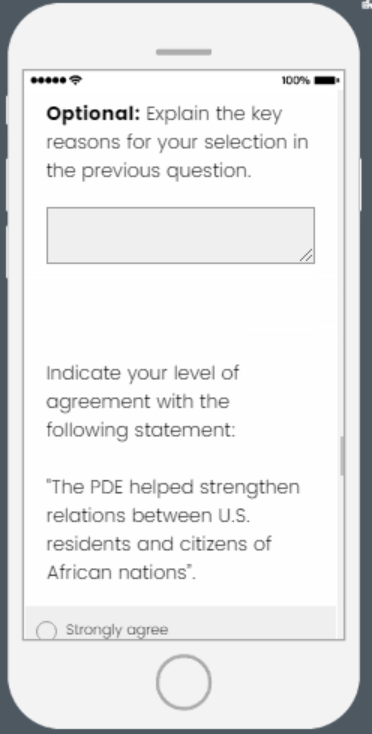 100%
Optional: Explain the key
reasons for your selection in
the previous question.
Indicate your level of
agreement with the
following statement:
"The PDE helped strengthen
relations between U.S.
residents and citizens of
African nations".
Strongly agree